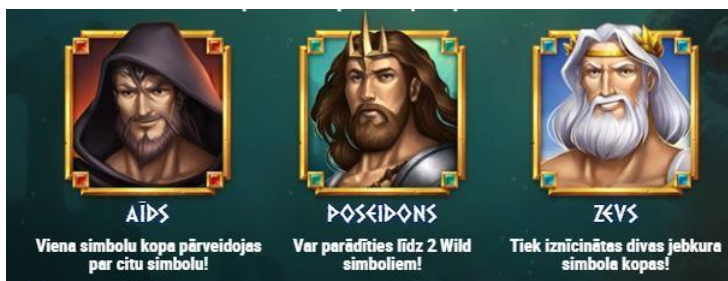 AĪDS
POSEIDONS
ZEVS
Viena simbolu kopa pārveidojas
par citu simbolu!
Var parādīties līdz 2 Wild
simboliem!
Tiek iznīcinātas divas jebkura
simbola kopas!